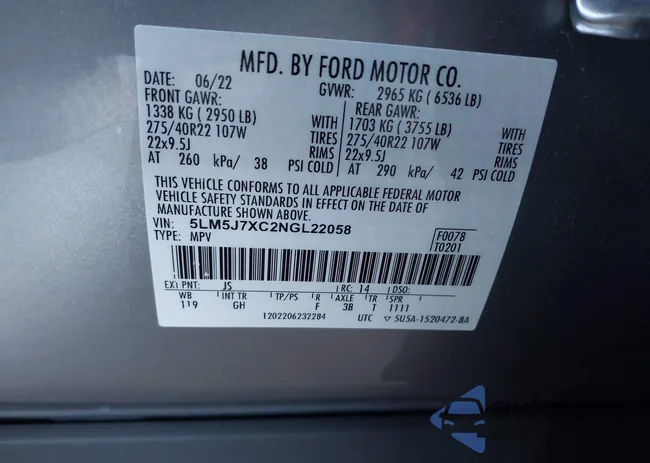 MFD. BY FORD MOTOR CO.
DATE: 06/22 GVWR: 2965 KG ( 6536 LB)
FRONT GAWR: REAR GAWR:
1338 KG ( 2950 LB) WITH 1703 KG ( 3755 LB) WITH
275/40R22 107W TIRES 275/40R22 107W TIRES
22x9.5J RIMS 22x9.5J RIMS
AT 260 kPa/ 38 PSI COLD AT 290 kPa/ 42 PSI COLD
THIS VEHICLE CONFORMS TO ALL APPLICABLE FEDERAL MOTOR
VEHICLE SAFETY STANDARDS IN EFFECT ON THE DATE OF
MANUFACTURE SHOWN ABOVE.
VIN: 5LM5J7XC2NGL22058 F0078
TYPE: MPV T0201
EXT PNT: JS RC: 14 DSO:
WB INT TR TP/PS R AXLE TR SPR
119 GH F 3B T 1111
1202206232284 UTC ▽ 5U5A-1520472-BA